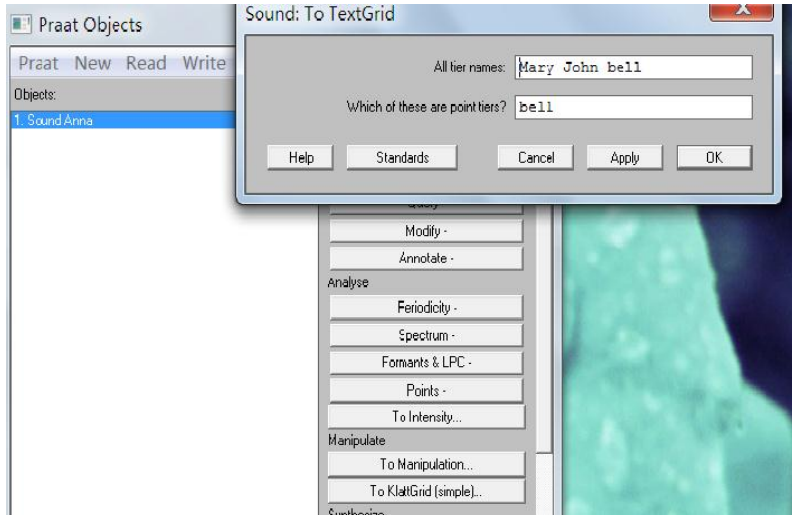 Praat Objects
Praat New Read Write
Objects:
1. Sound Anna
Sound: To TextGrid
X
All tier names: Mary John bell
Which of these are point tiers? bell
Help Standards Cancel Apply OK
Query -
Modify -
Annotate -
Analyse
Periodicity -
Spectrum -
Formants & LPC -
Points -
To Intensity...
Manipulate
To Manipulation...
To KlattGrid (simple)...
Synthesize